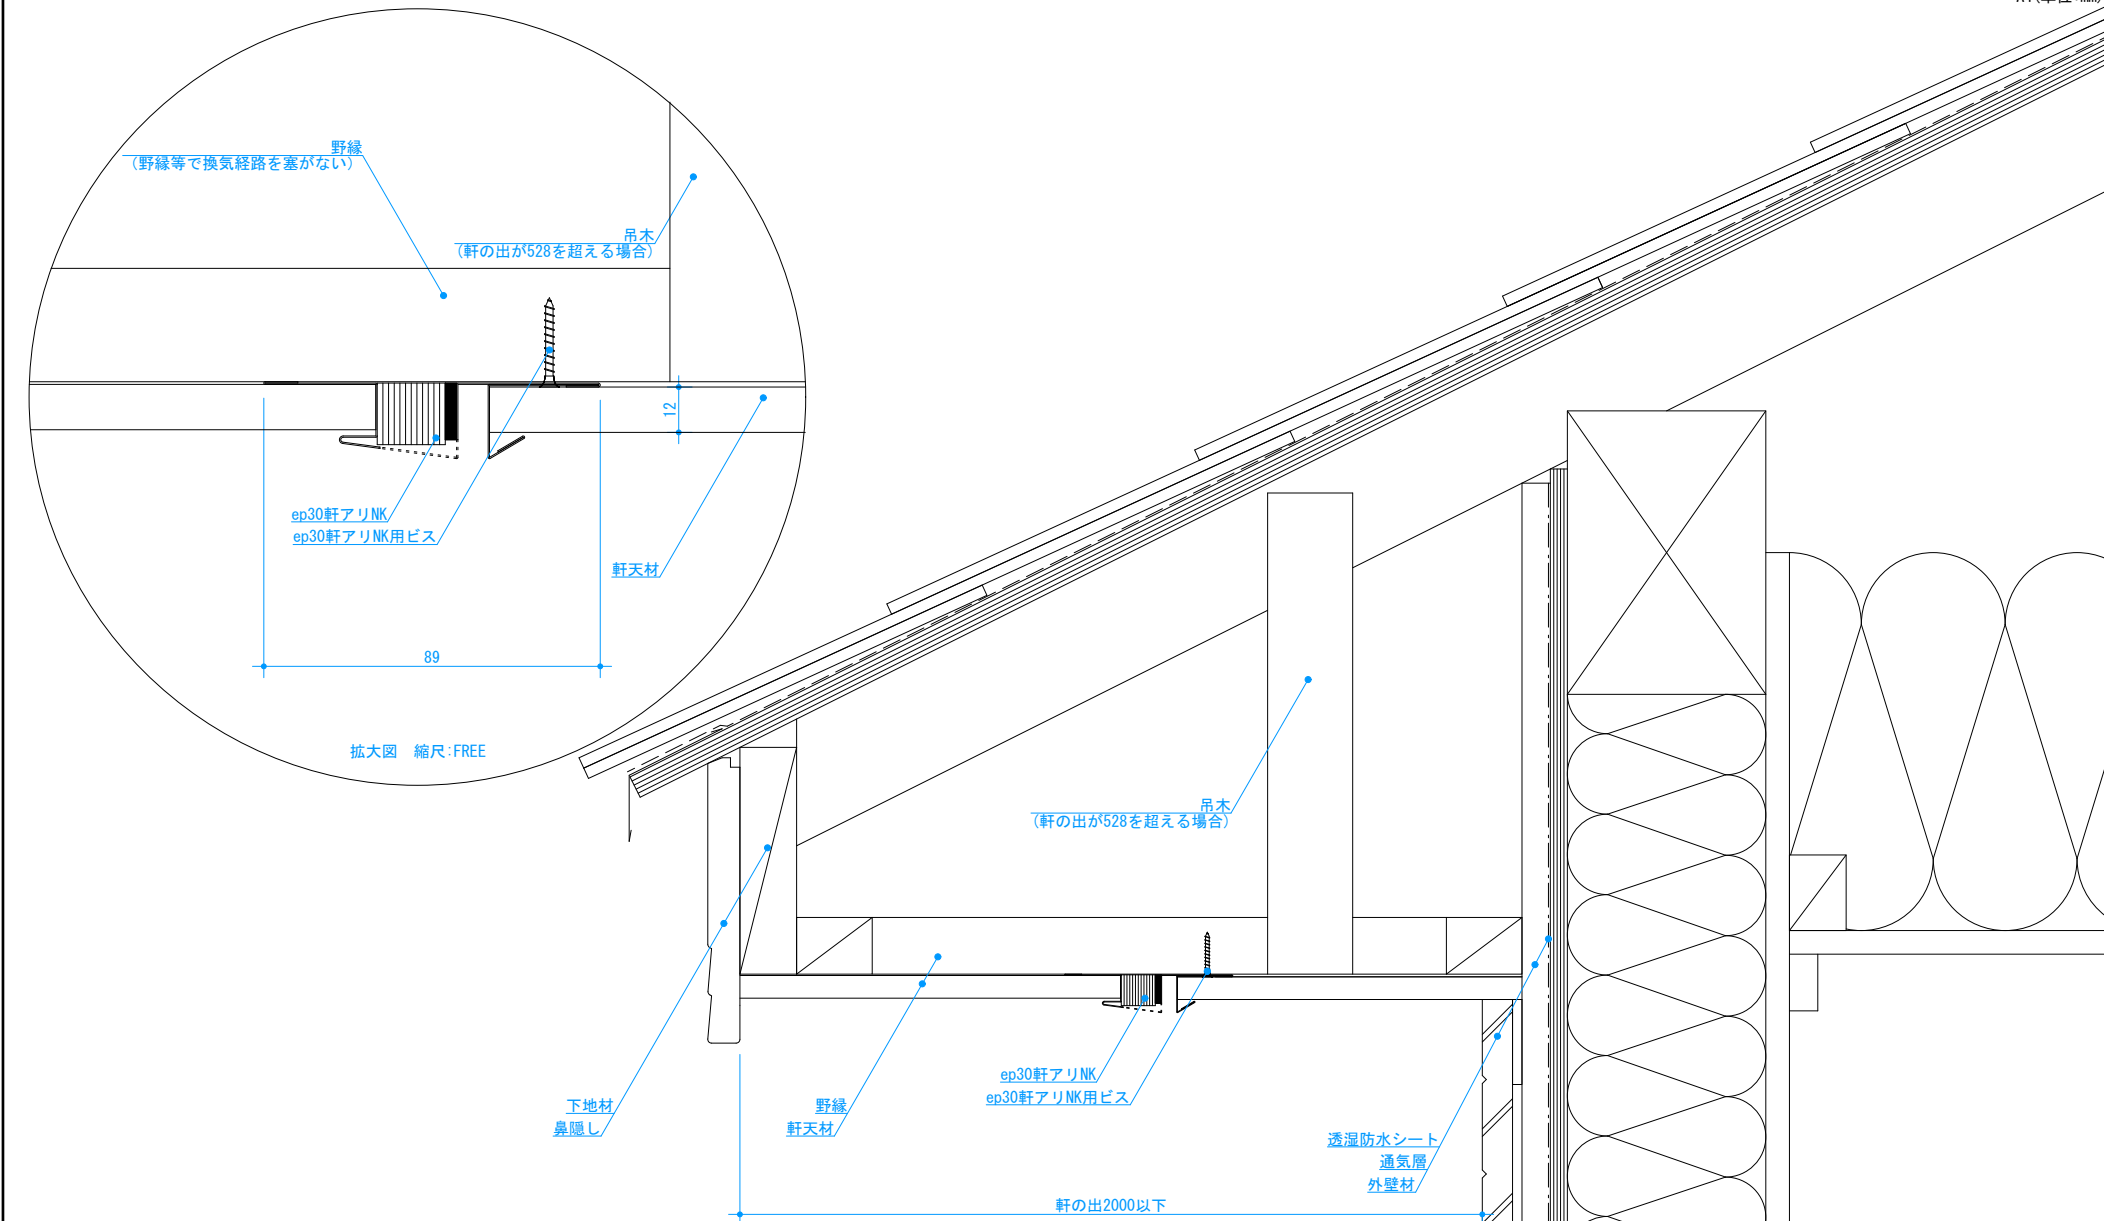 野縁
(野縁等で換気経路を塞がない)
吊木
(軒の出が528を超える場合)
12
ep30軒アリNK
ep30軒アリNK用ビス
軒天材
89
拡大図 縮尺:FREE
吊木
(軒の出が528を超える場合)
ep30軒アリNK
ep30軒アリNK用ビス
下地材
鼻隠し
野縁
軒天材
透湿防水シート
通気層
外壁材
軒の出2000以下